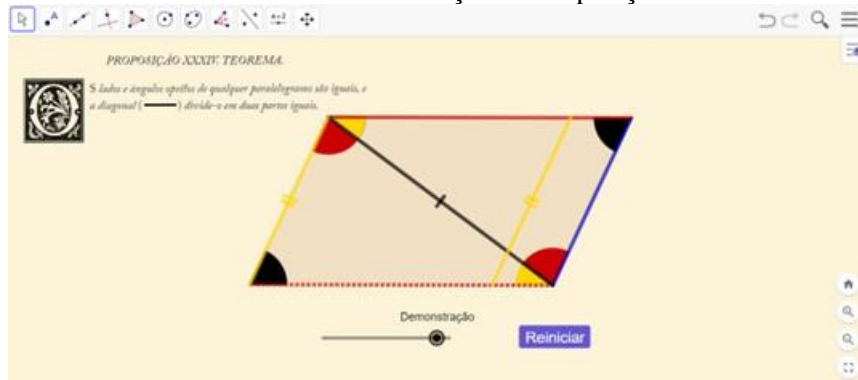 PROPOSIÇÃO XXXIV. TEOREMA.
OS lados e ângulos opostos de qualquer paralelogramo são iguais, e
a diagonal ( ) divide-o em duas partes iguais.
Demonstração
Reiniciar